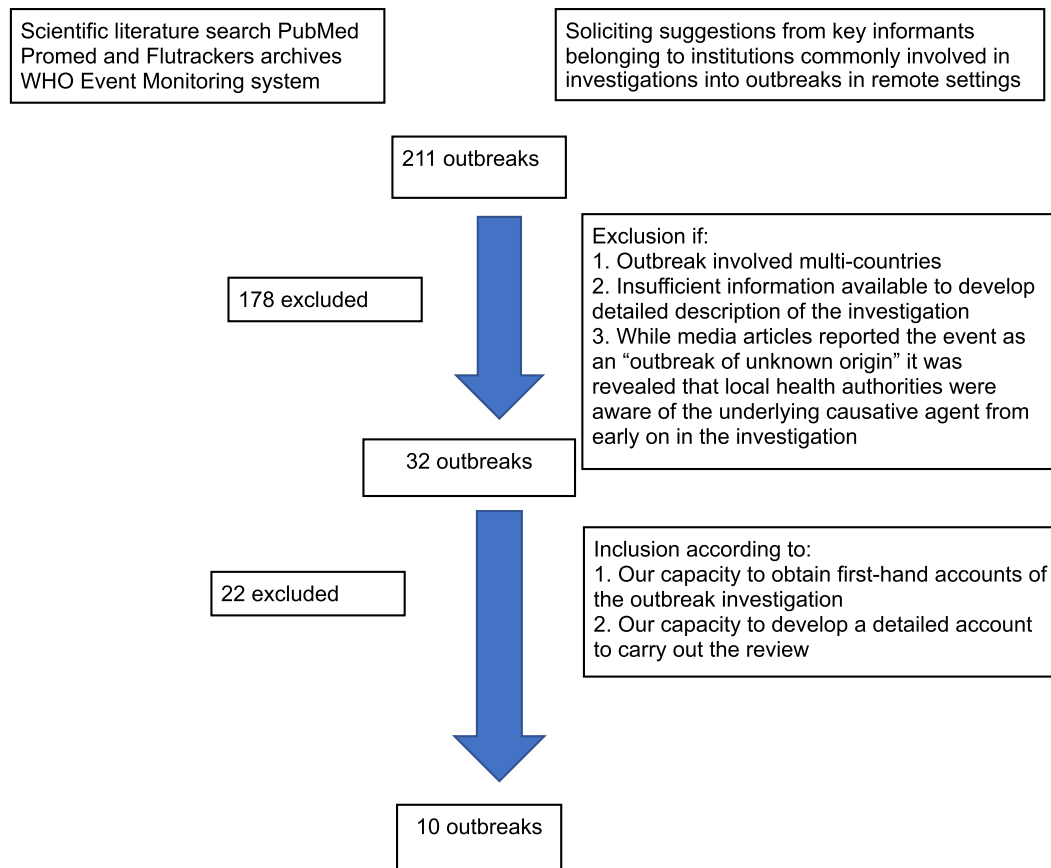 Scientific literature search PubMed
Promed and Flutrackers archives
WHO Event Monitoring system
Soliciting suggestions from key informants
belonging to institutions commonly involved in
investigations into outbreaks in remote settings
211 outbreaks
178 excluded
Exclusion if:
1. Outbreak involved multi-countries
2. Insufficient information available to develop
detailed description of the investigation
3. While media articles reported the event as
an “outbreak of unknown origin” it was
revealed that local health authorities were
aware of the underlying causative agent from
early on in the investigation
32 outbreaks
22 excluded
Inclusion according to:
1. Our capacity to obtain first-hand accounts of
the outbreak investigation
2. Our capacity to develop a detailed account
to carry out the review
10 outbreaks